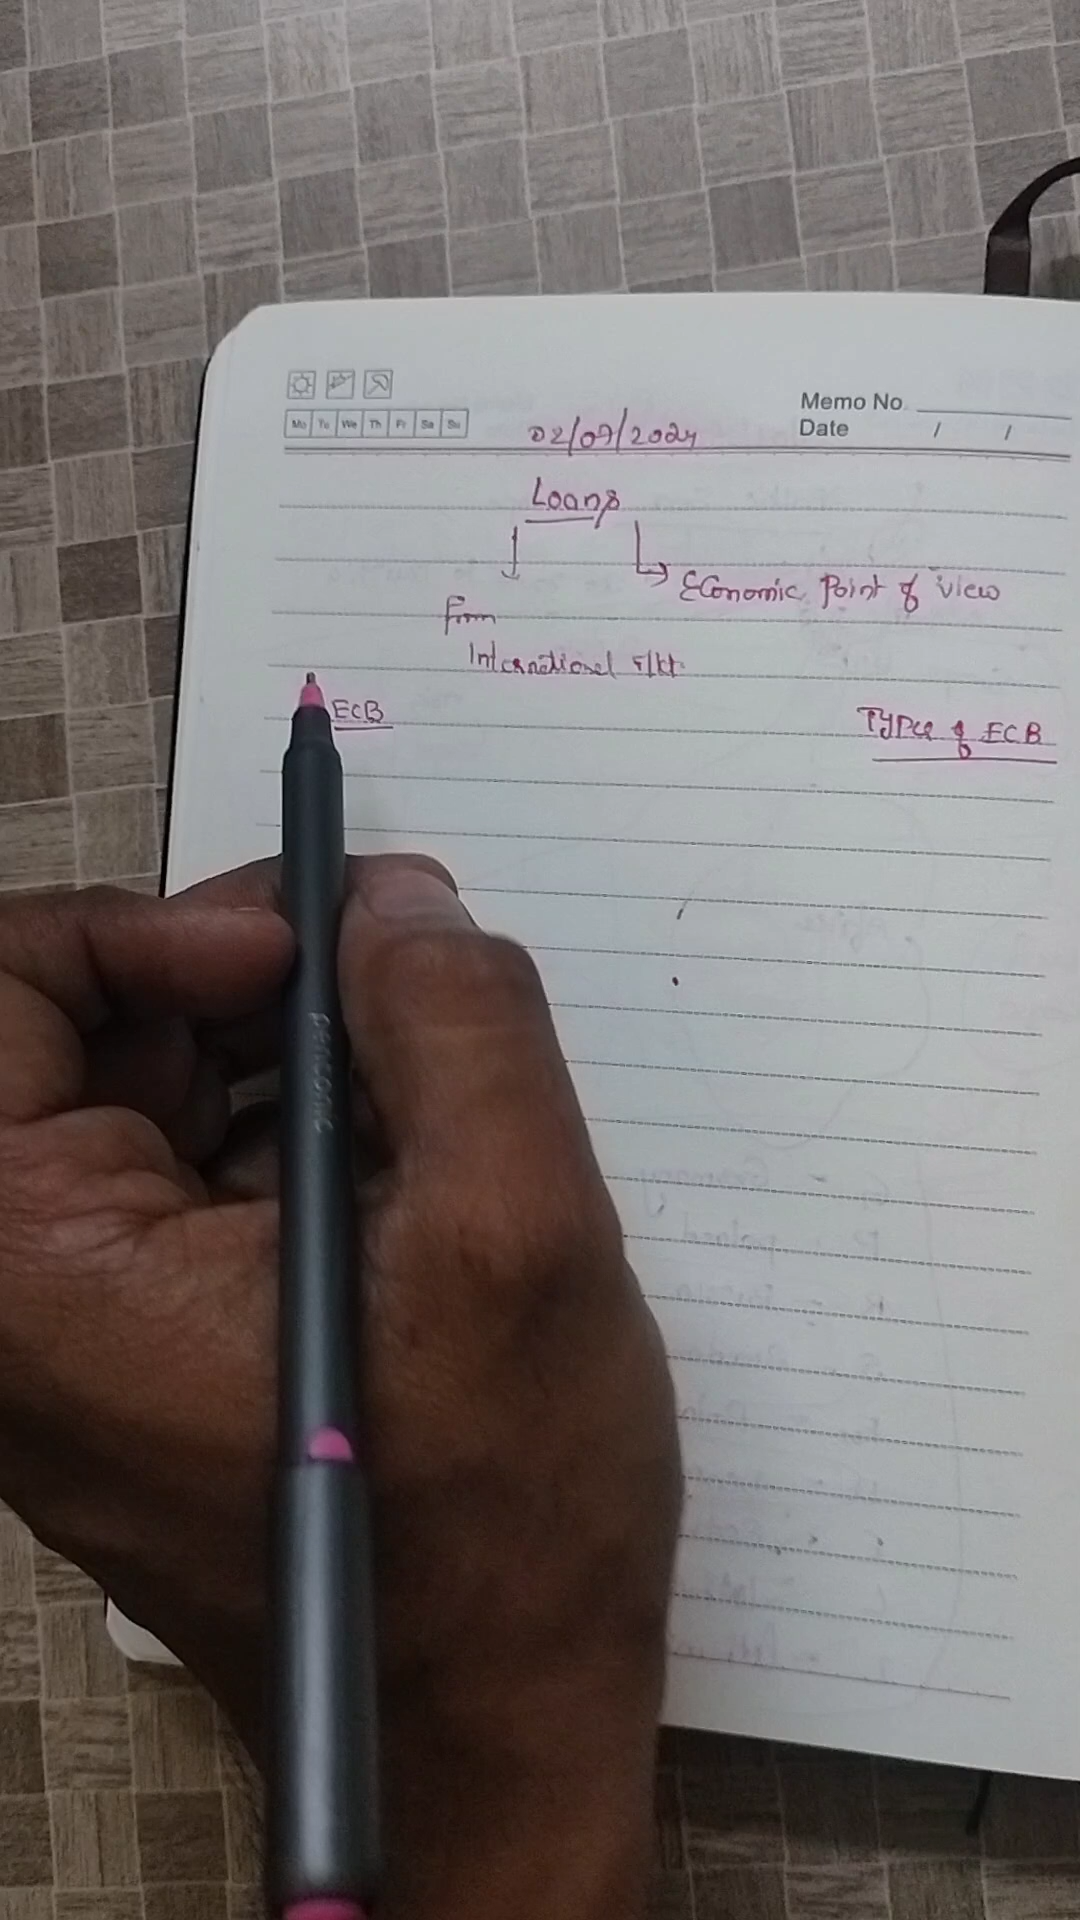 Memo No
Mo Tu We Th Fr Sa Su
Date / /
02/07/2024
Loans
Economic Point of View
From
International
ECB
Types of ECB
pentonic